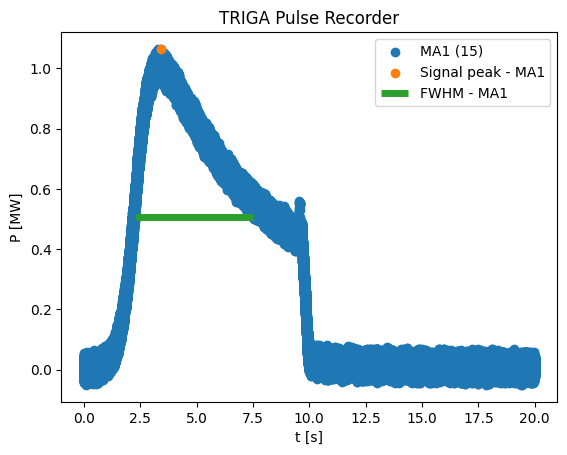 TRIGA Pulse Recorder
MA1 (15)
Signal peak - MA1
FWHM - MA1
P [MW]
1.0
0.8
0.6
0.4
0.2
0.0
0.0 2.5 5.0 7.5 10.0 12.5 15.0 17.5 20.0
t [s]